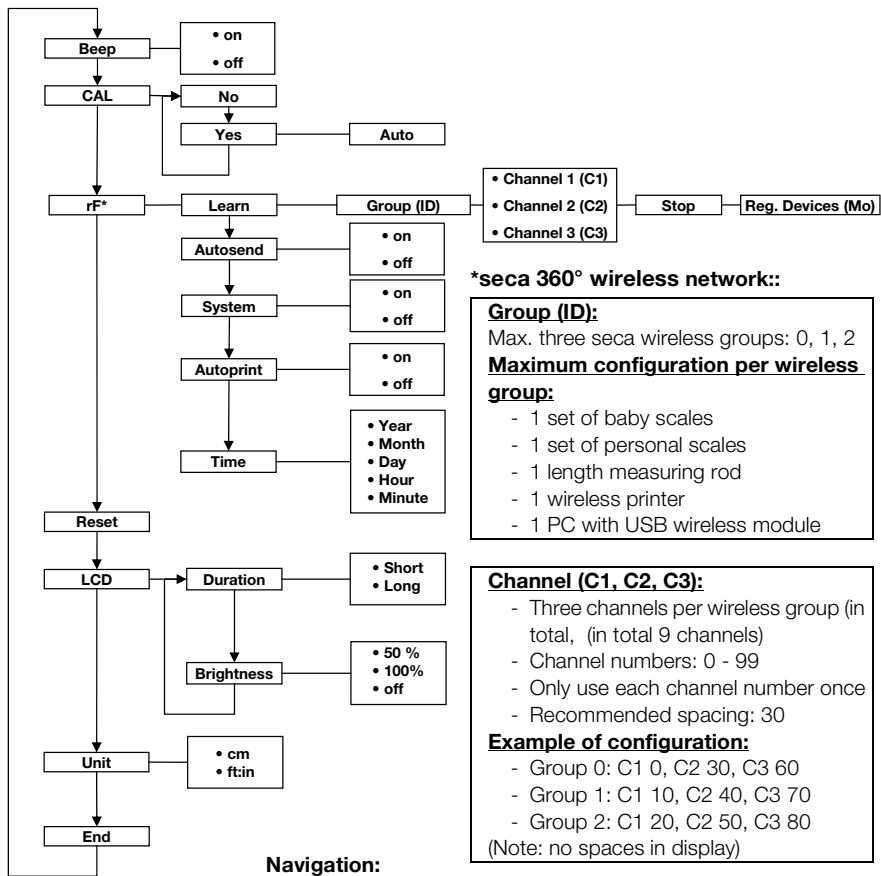 Beep
• on
• off
CAL
No
Yes
Auto
rF*
Learn
Group (ID)
• Channel 1 (C1)
• Channel 2 (C2)
• Channel 3 (C3)
Stop
Reg. Devices (Mo)
Autosend
• on
• off
System
• on
• off
Autoprint
• on
• off
Time
• Year
• Month
• Day
• Hour
• Minute
*seca 360° wireless network::
Group (ID):
Max. three seca wireless groups: 0, 1, 2
Maximum configuration per wireless
group:
- 1 set of baby scales
- 1 set of personal scales
- 1 length measuring rod
- 1 wireless printer
- 1 PC with USB wireless module
Reset
LCD
Duration
• Short
• Long
Brightness
• 50 %
• 100%
• off
Unit
• cm
• ft:in
End
Channel (C1, C2, C3):
- Three channels per wireless group (in
total, (in total 9 channels)
- Channel numbers: 0 - 99
- Only use each channel number once
- Recommended spacing: 30
Example of configuration:
- Group 0: C1 0, C2 30, C3 60
- Group 1: C1 10, C2 40, C3 70
- Group 2: C1 20, C2 50, C3 80
(Note: no spaces in display)
Navigation: